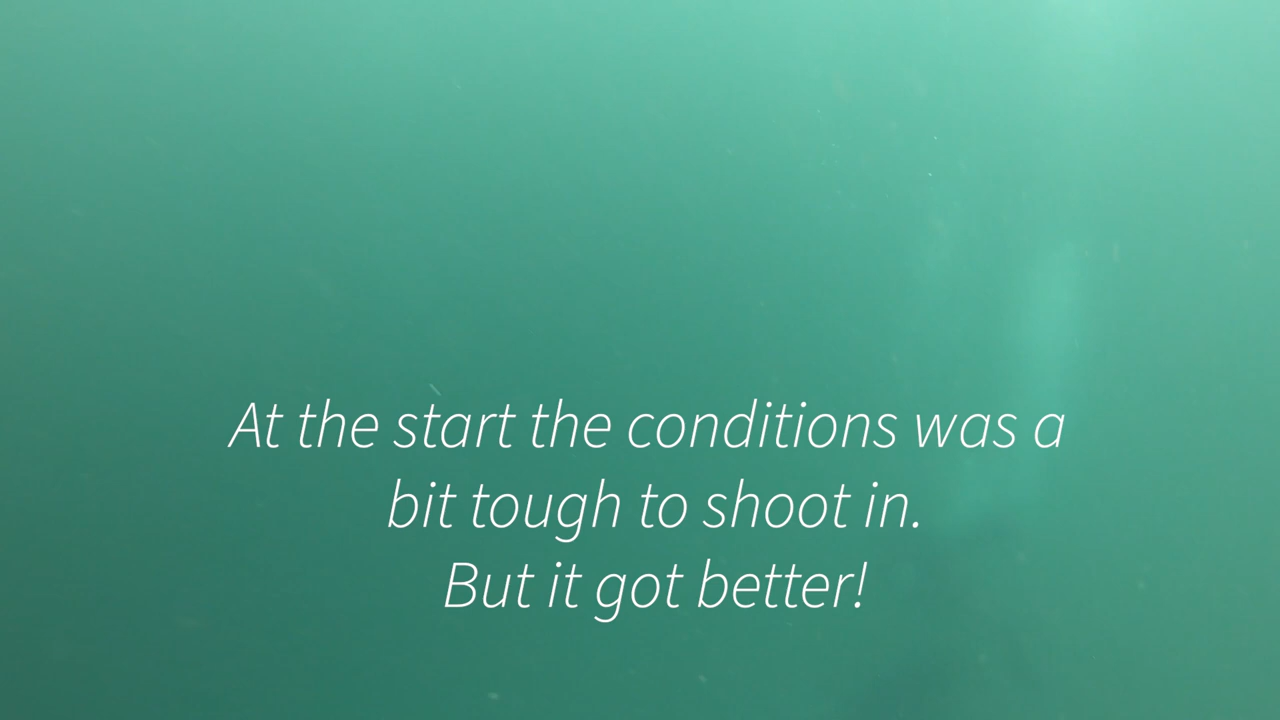 At the start the conditions was a
bit tough to shoot in.
But it got better!